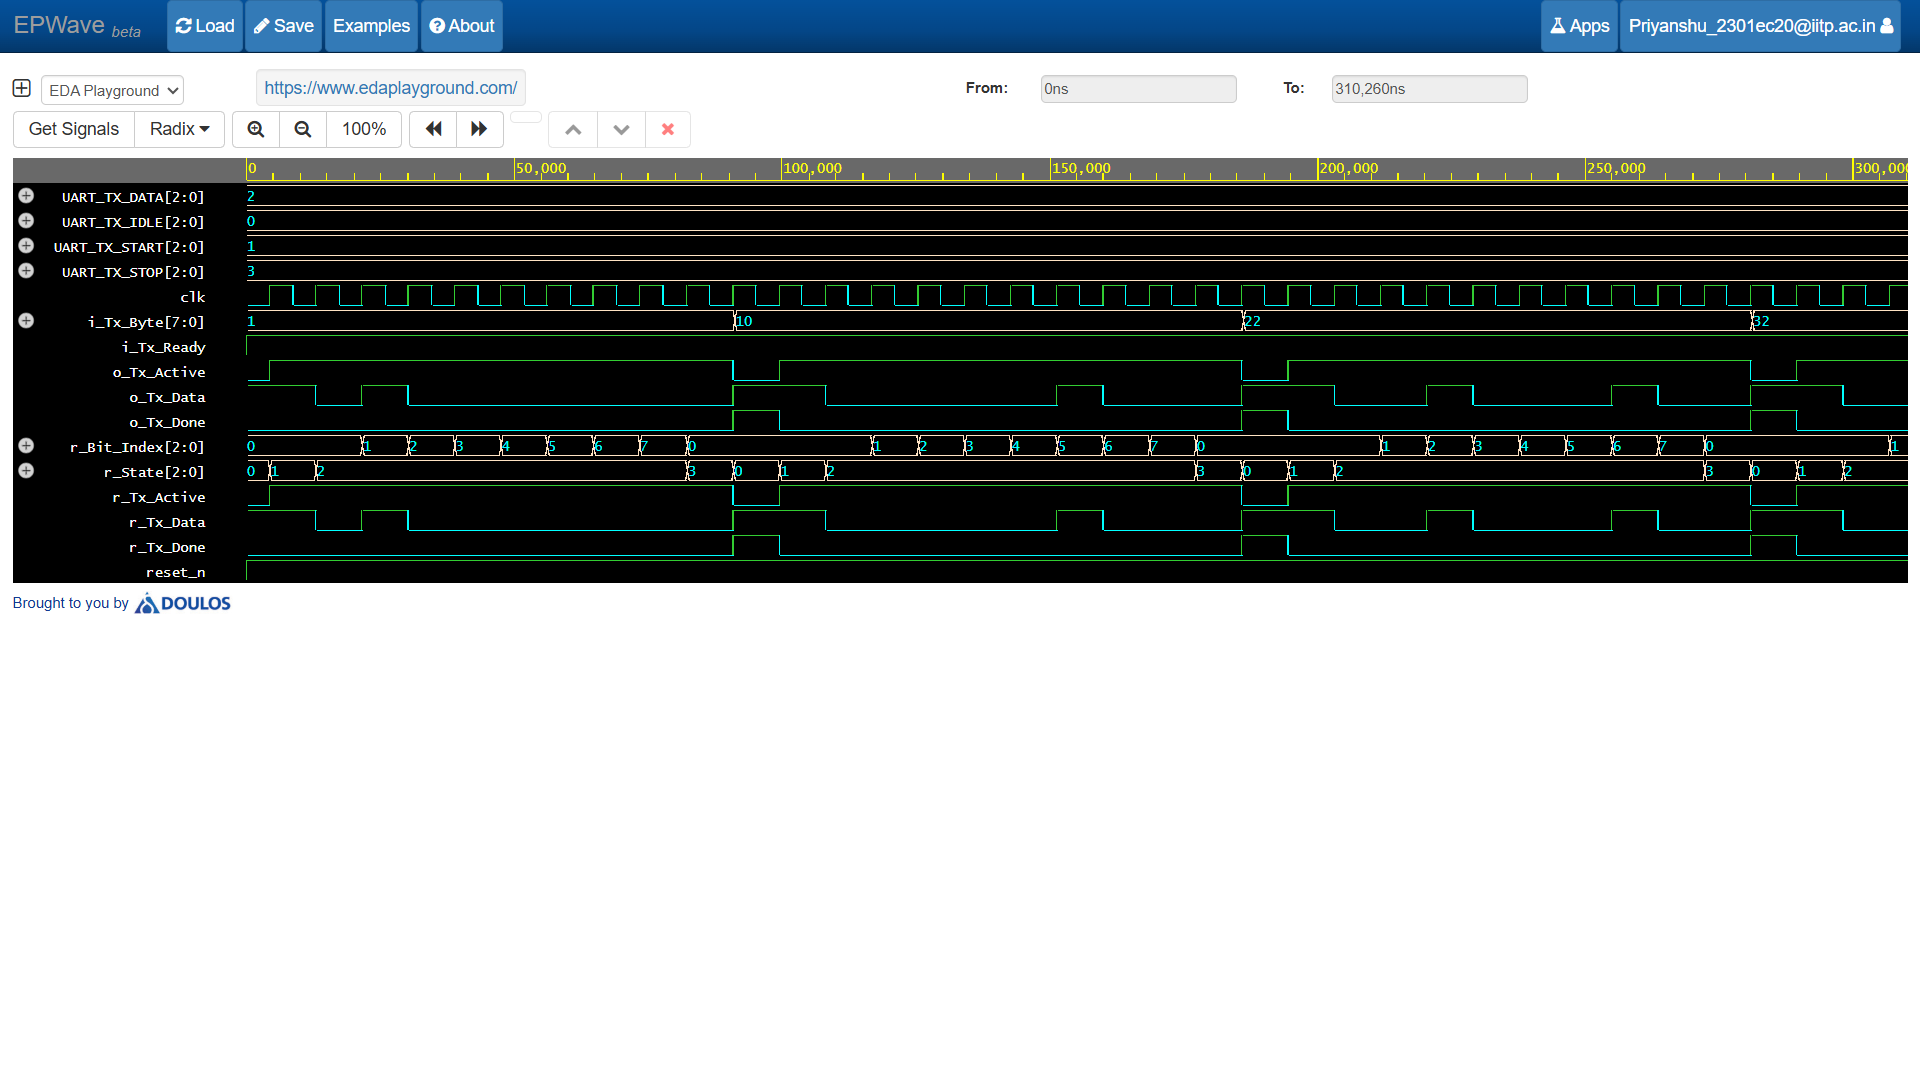 EPWave beta Load Save Examples About Apps Priyanshu_2301ec20@iitp.ac.in
EDA Playground https://www.edaplayground.com/ From: 0ns To: 310,260ns
Get Signals Radix 100%
0 50,000 100,000 150,000 200,000 250,000 300,00
UART_TX_DATA[2:0] 2
UART_TX_IDLE[2:0] 0
UART_TX_START[2:0] 1
UART_TX_STOP[2:0] 3
clk
i_Tx_Byte[7:0] 1 10 22 32
i_Tx_Ready
o_Tx_Active
o_Tx_Data
o_Tx_Done
r_Bit_Index[2:0] 0 1 2 3 4 5 6 7 0 1 2 3 4 5 6 7 0 1 2 3 4 5 6 7 0 1
r_State[2:0] 0 1 2 3 0 1 2 3 0 1 2 3 0 1 2
r_Tx_Active
r_Tx_Data
r_Tx_Done
reset_n
Brought to you by DOULOS